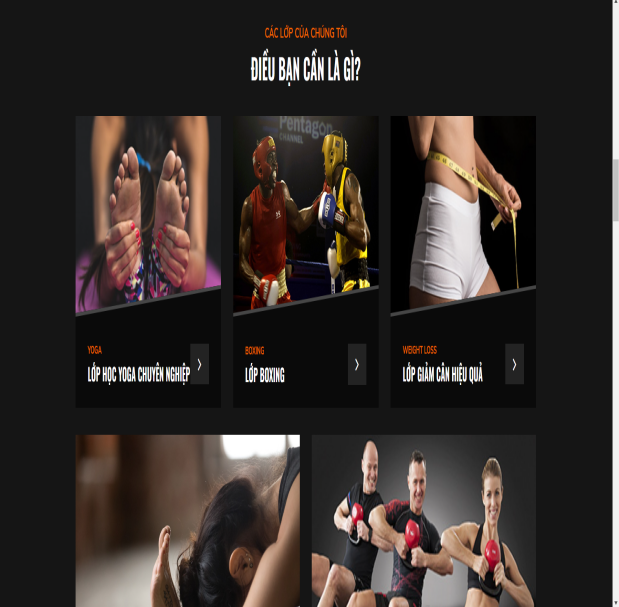 CÁC LỚP CỦA CHÚNG TÔI
ĐIỀU BẠN CẦN LÀ GÌ?
Pentagon
CHANNEL
YOGA
LỚP HỌC YOGA CHUYÊN NGHIỆP
BOXING
LỚP BOXING
WEIGHT LOSS
LỚP GIẢM CÂN HIỆU QUẢ